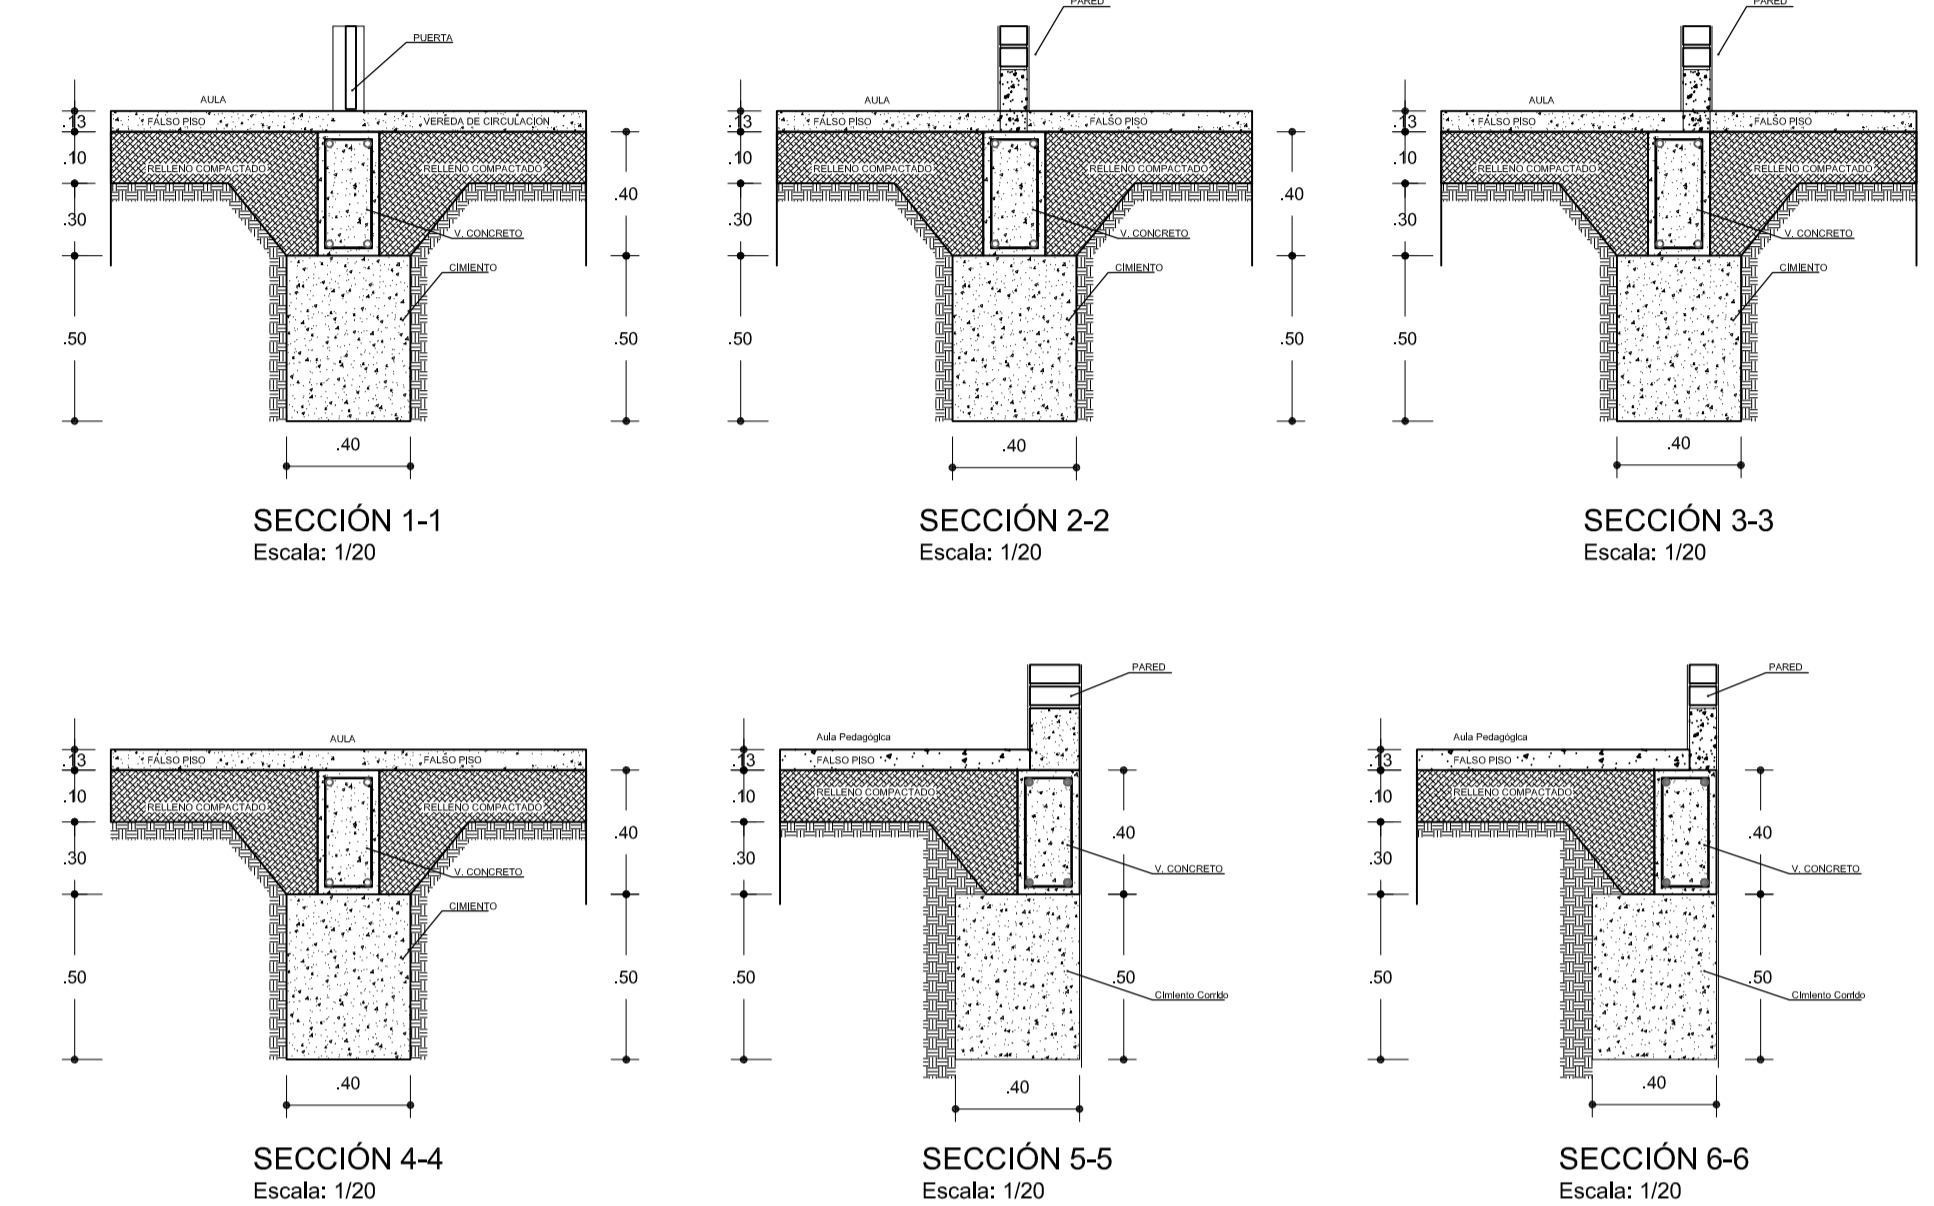 PUERTA
AULA
.13
FALSO PISO
VEREDA DE CIRCULACION
.10
RELLENO COMPACTADO
RELLENO COMPACTADO
.40
.30
V. CONCRETO
CIMIENTO
.50
.50
.40
SECCIÓN 1-1
Escala: 1/20
PARED
AULA
.13
FALSO PISO
FALSO PISO
.10
RELLENO COMPACTADO
RELLENO COMPACTADO
.40
.30
V. CONCRETO
CIMIENTO
.50
.50
.40
SECCIÓN 2-2
Escala: 1/20
PARED
AULA
.13
FALSO PISO
FALSO PISO
.10
RELLENO COMPACTADO
RELLENO COMPACTADO
.30
V. CONCRETO
CIMIENTO
.50
.40
SECCIÓN 3-3
Escala: 1/20
AULA
.13
FALSO PISO
FALSO PISO
.10
RELLENO COMPACTADO
RELLENO COMPACTADO
.40
.30
V. CONCRETO
CIMIENTO
.50
.50
.40
SECCIÓN 4-4
Escala: 1/20
PARED
Aula Pedagógica
.13
FALSO PISO
.10
RELLENO COMPACTADO
.40
.30
V. CONCRETO
.50
.50
Cimiento Corrido
.40
SECCIÓN 5-5
Escala: 1/20
PARED
Aula Pedagógica
.13
FALSO PISO
.10
RELLENO COMPACTADO
.40
.30
V. CONCRETO
.50
.50
Cimiento Corrido
.40
SECCIÓN 6-6
Escala: 1/20